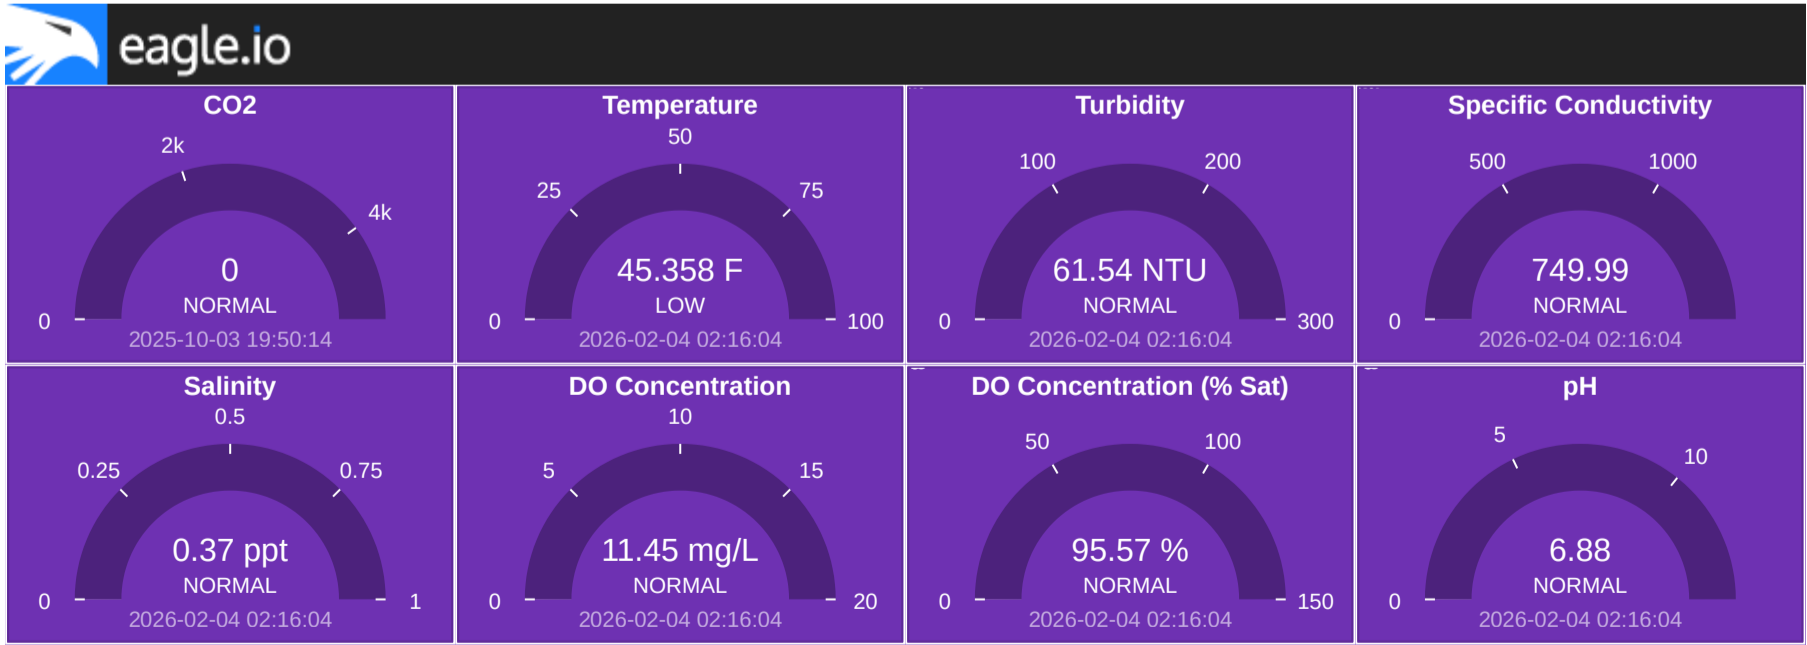 eagle.io
CO2
2k
4k
0
0
NORMAL
2025-10-03 19:50:14
Temperature
50
25
75
45.358 F
LOW
0
100
2026-02-04 02:16:04
Turbidity
100
200
61.54 NTU
NORMAL
0
300
2026-02-04 02:16:04
Specific Conductivity
500
1000
749.99
NORMAL
0
2026-02-04 02:16:04
Salinity
0.5
0.25
0.75
0.37 ppt
NORMAL
0
1
2026-02-04 02:16:04
DO Concentration
10
5
15
11.45 mg/L
NORMAL
0
20
2026-02-04 02:16:04
DO Concentration (% Sat)
50
100
95.57 %
NORMAL
0
150
2026-02-04 02:16:04
pH
5
10
6.88
NORMAL
0
2026-02-04 02:16:04